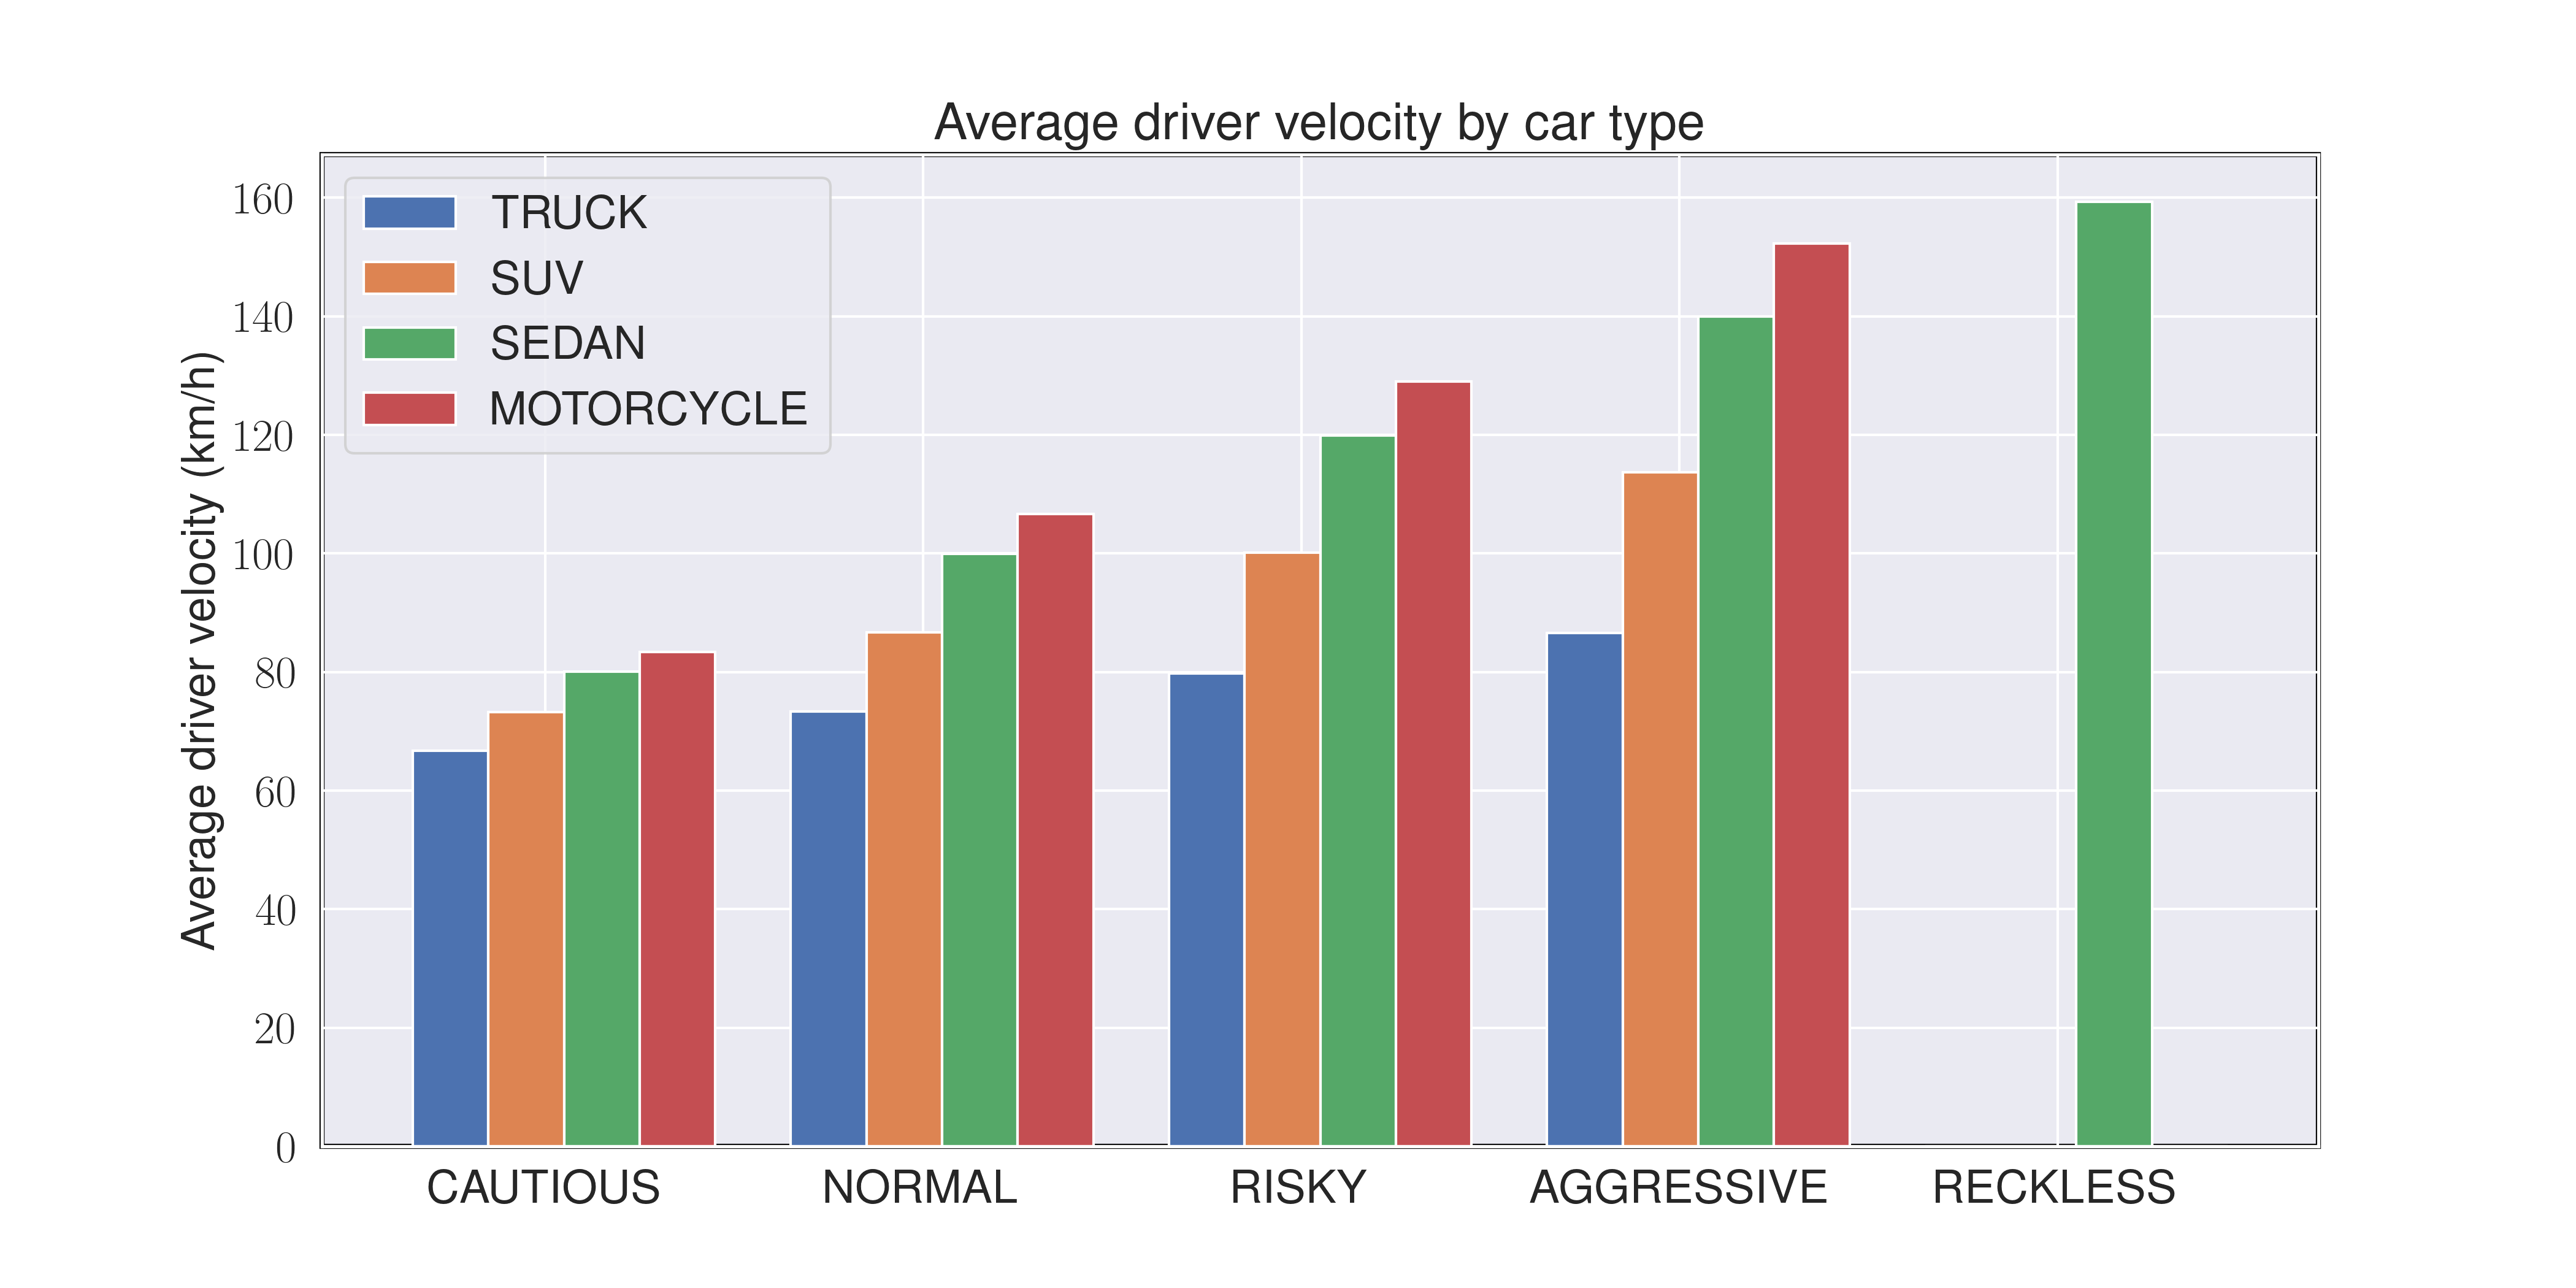 Average driver velocity by car type
TRUCK
SUV
SEDAN
MOTORCYCLE
Average driver velocity (km/h)
160
140
120
100
80
60
40
20
0
CAUTIOUS NORMAL RISKY AGGRESSIVE RECKLESS